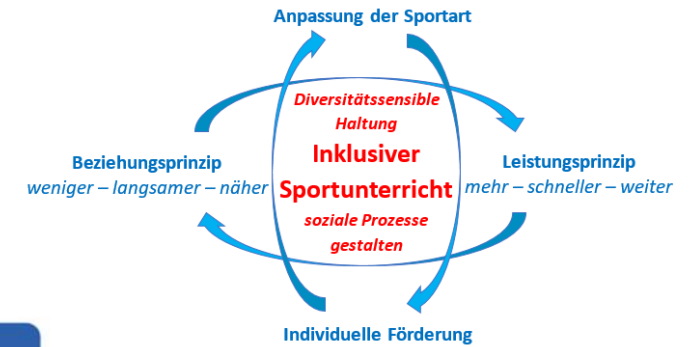 Anpassung der Sportart
Diversitätssensible
Haltung
Inklusiver
Sportunterricht
soziale Prozesse
gestalten
Beziehungsprinzip
weniger – langsamer – näher
Leistungsprinzip
mehr – schneller – weiter
Individuelle Förderung